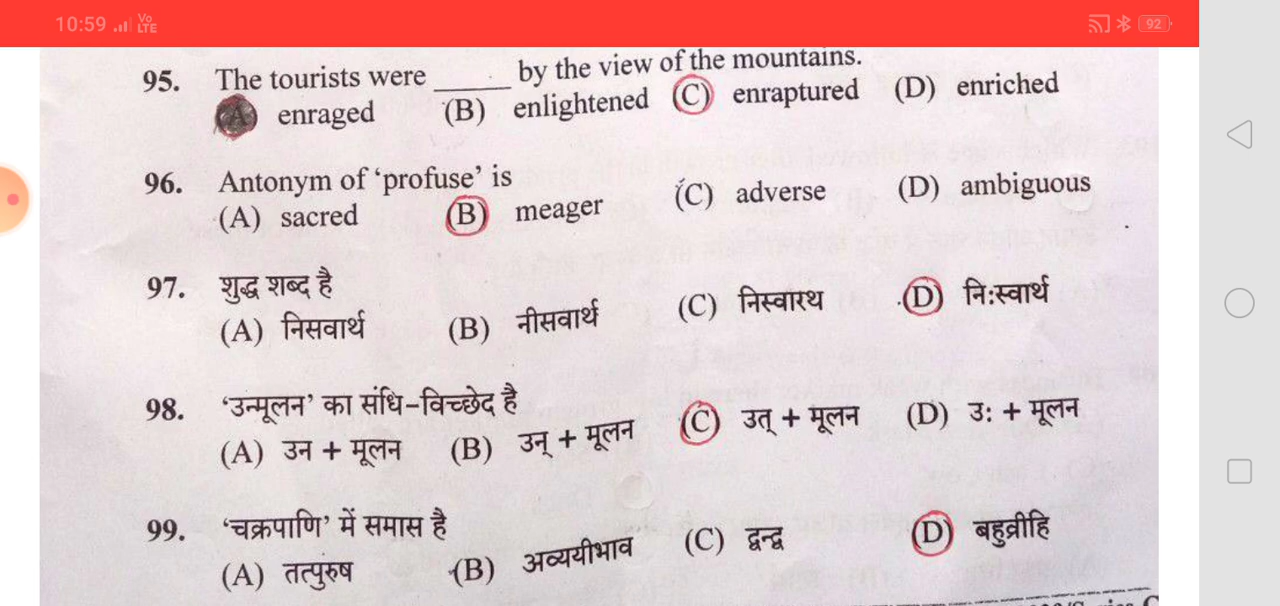 10:59 Vo LTE 92
95. The tourists were _____ by the view of the mountains.
(A) enraged (B) enlightened (C) enraptured (D) enriched
96. Antonym of ‘profuse’ is
(A) sacred (B) meager (C) adverse (D) ambiguous
97. शुद्ध शब्द है
(A) निसवार्थ (B) नीसवार्थ (C) निस्वारथ (D) नि:स्वार्थ
98. ‘उन्मूलन’ का संधि-विच्छेद है
(A) उन + मूलन (B) उन् + मूलन (C) उत् + मूलन (D) उ: + मूलन
99. ‘चक्रपाणि’ में समास है
(A) तत्पुरुष (B) अव्ययीभाव (C) द्वन्द्व (D) बहुव्रीहि